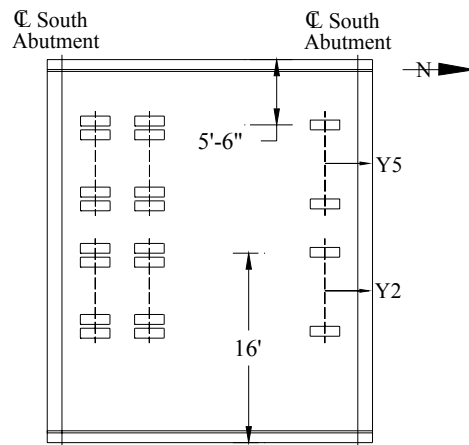 ℄ South
Abutment
℄ South
Abutment
N
5'-6"
Y5
Y2
16'